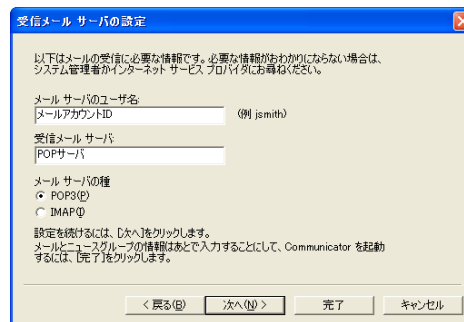 受信メール サーバの設定
以下はメールの受信に必要な情報です。必要な情報がおわかりにならない場合は、
システム管理者かインターネット サービス プロバイダにお尋ねください。
メール サーバのユーザ名:
メールアカウントID
(例 jsmith)
受信メール サーバ:
POPサーバ
メール サーバの種
POP3(P)
IMAP(I)
設定を続けるには、[次へ]をクリックします。
メールとニュースグループの情報はあとで入力することにして、Communicator を起動
するには、[完了]をクリックします。
< 戻る(B)
次へ(N) >
完了
キャンセル